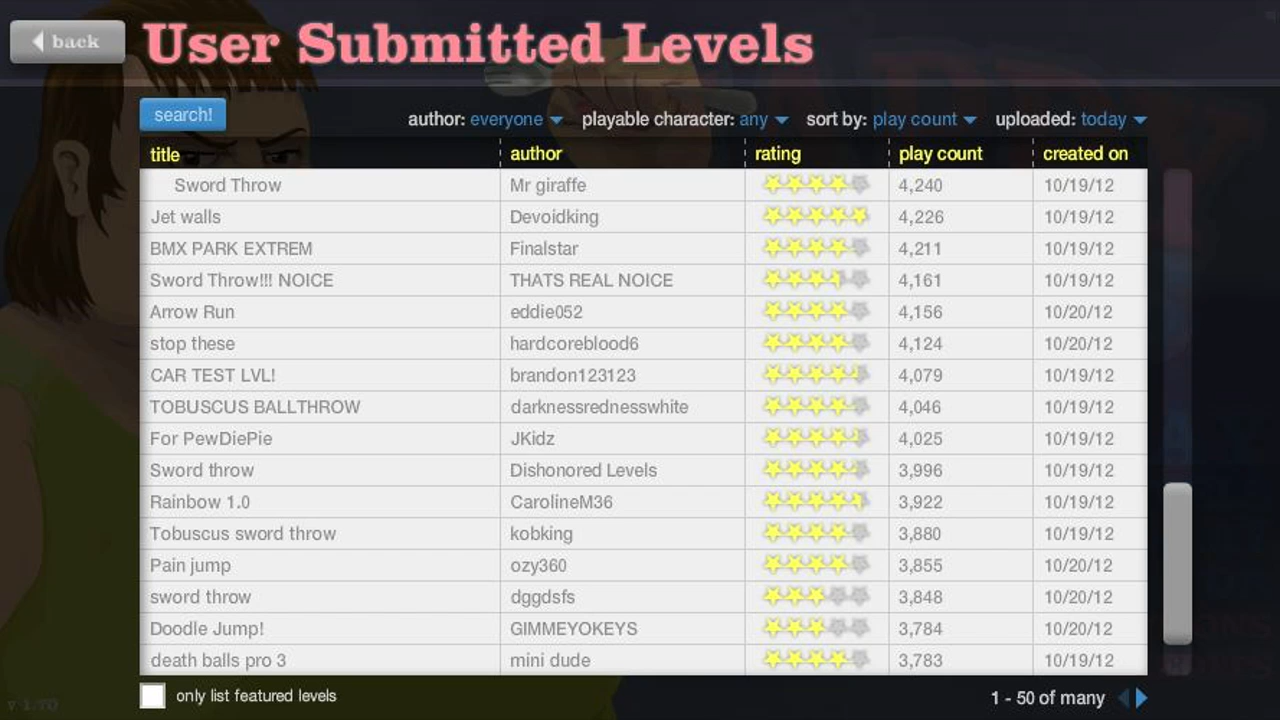 back
User Submitted Levels
search!
author: everyone playable character: any sort by: play count uploaded: today
title author rating play count created on
Sword Throw Mr giraffe 4,240 10/19/12
Jet walls Devoidking 4,226 10/19/12
BMX PARK EXTREM Finalstar 4,211 10/19/12
Sword Throw!!! NOICE THATS REAL NOICE 4,161 10/19/12
Arrow Run eddie052 4,156 10/20/12
stop these hardcoreblood6 4,124 10/20/12
CAR TEST LVL! brandon123123 4,079 10/19/12
TOBUSCUS BALLTHROW darknessrednesswhite 4,046 10/19/12
For PewDiePie JKidz 4,025 10/19/12
Sword throw Dishonored Levels 3,996 10/19/12
Rainbow 1.0 CarolineM36 3,922 10/19/12
Tobuscus sword throw kobking 3,880 10/19/12
Pain jump ozy360 3,855 10/20/12
sword throw dggdsfs 3,848 10/20/12
Doodle Jump! GIMMEYOKEYS 3,784 10/20/12
death balls pro 3 mini dude 3,783 10/19/12
only list featured levels
1 - 50 of many